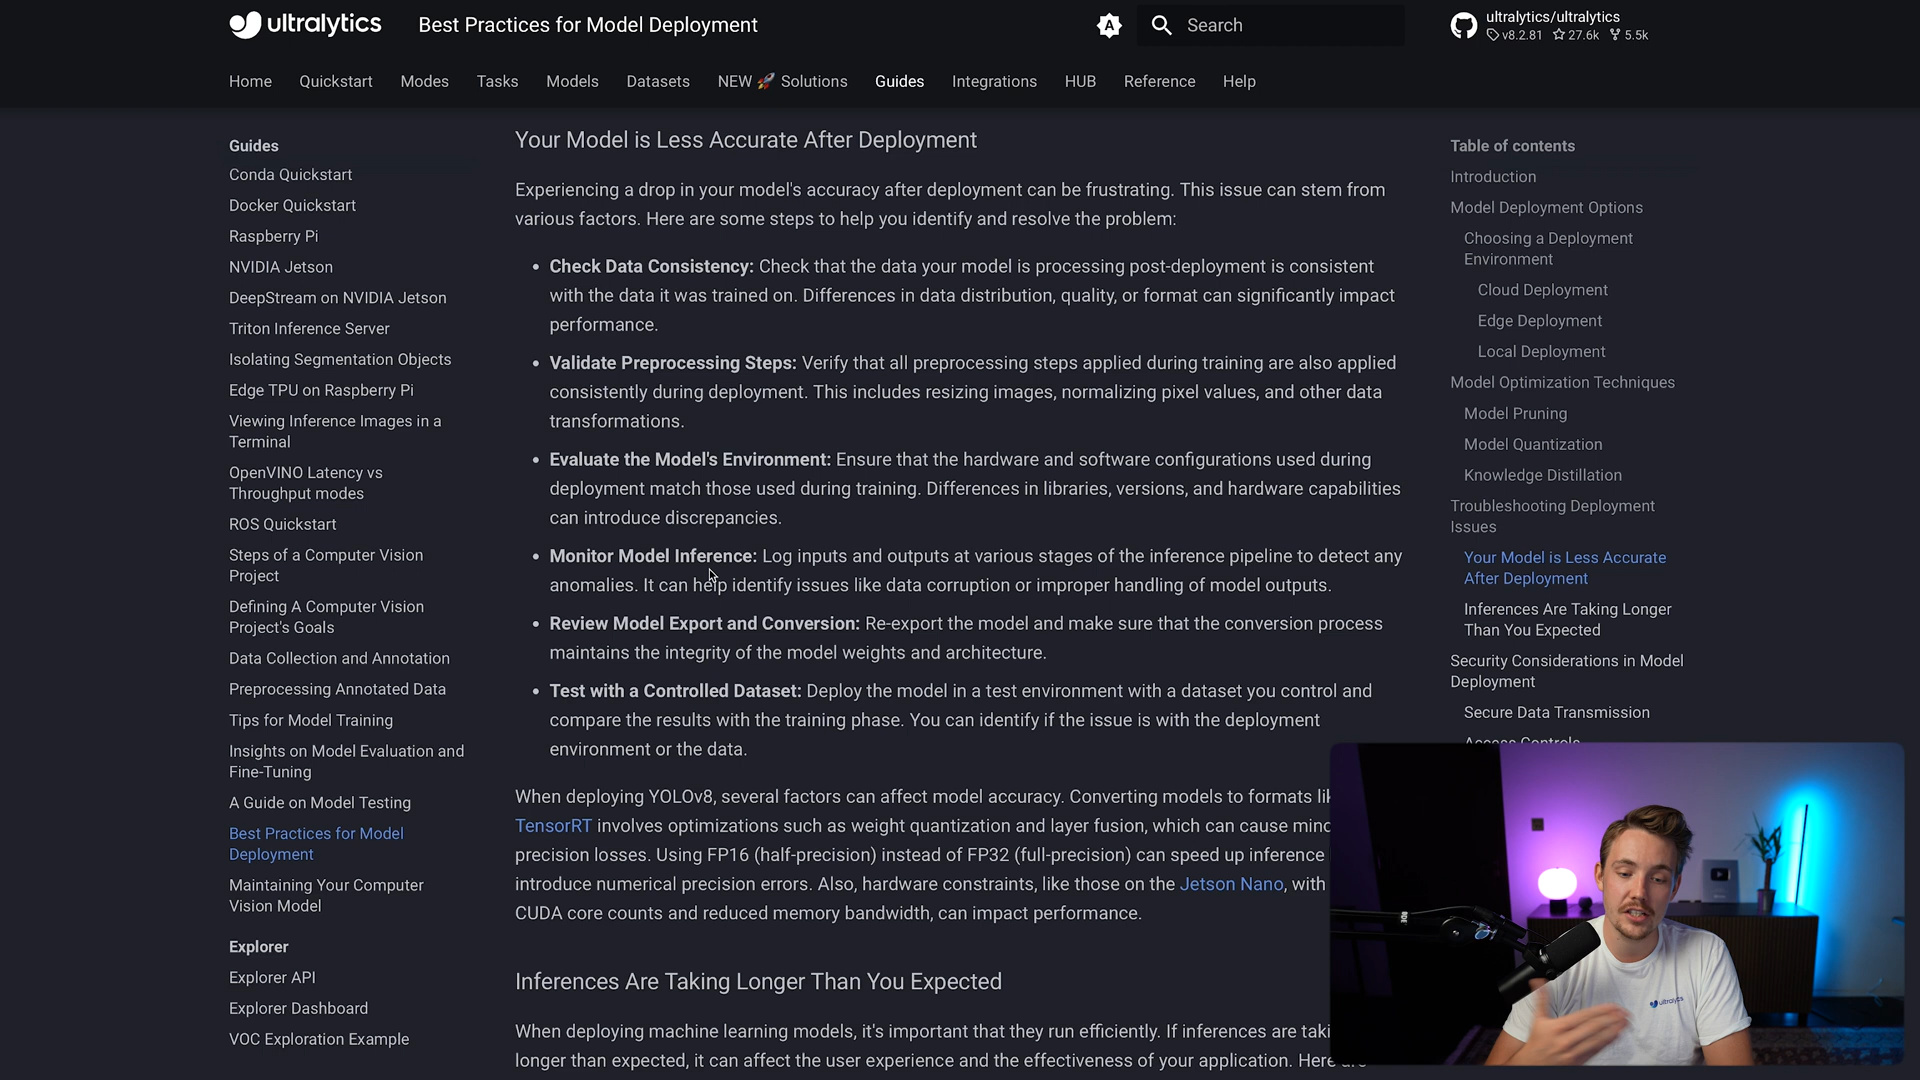 ultralytics
Best Practices for Model Deployment
Search
ultralytics/ultralytics
v8.2.81 27.6k 5.5k
Home Quickstart Modes Tasks Models Datasets NEW 🚀 Solutions Guides Integrations HUB Reference Help
Guides
Conda Quickstart
Docker Quickstart
Raspberry Pi
NVIDIA Jetson
DeepStream on NVIDIA Jetson
Triton Inference Server
Isolating Segmentation Objects
Edge TPU on Raspberry Pi
Viewing Inference Images in a
Terminal
OpenVINO Latency vs
Throughput modes
ROS Quickstart
Steps of a Computer Vision
Project
Defining A Computer Vision
Project's Goals
Data Collection and Annotation
Preprocessing Annotated Data
Tips for Model Training
Insights on Model Evaluation and
Fine-Tuning
A Guide on Model Testing
Best Practices for Model
Deployment
Maintaining Your Computer
Vision Model
Explorer
Explorer API
Explorer Dashboard
VOC Exploration Example
Your Model is Less Accurate After Deployment
Experiencing a drop in your model's accuracy after deployment can be frustrating. This issue can stem from
various factors. Here are some steps to help you identify and resolve the problem:
• Check Data Consistency: Check that the data your model is processing post-deployment is consistent
with the data it was trained on. Differences in data distribution, quality, or format can significantly impact
performance.
• Validate Preprocessing Steps: Verify that all preprocessing steps applied during training are also applied
consistently during deployment. This includes resizing images, normalizing pixel values, and other data
transformations.
• Evaluate the Model's Environment: Ensure that the hardware and software configurations used during
deployment match those used during training. Differences in libraries, versions, and hardware capabilities
can introduce discrepancies.
• Monitor Model Inference: Log inputs and outputs at various stages of the inference pipeline to detect any
anomalies. It can help identify issues like data corruption or improper handling of model outputs.
• Review Model Export and Conversion: Re-export the model and make sure that the conversion process
maintains the integrity of the model weights and architecture.
• Test with a Controlled Dataset: Deploy the model in a test environment with a dataset you control and
compare the results with the training phase. You can identify if the issue is with the deployment
environment or the data.
When deploying YOLOv8, several factors can affect model accuracy. Converting models to formats
TensorRT involves optimizations such as weight quantization and layer fusion, which can cause
precision losses. Using FP16 (half-precision) instead of FP32 (full-precision) can speed up inference
introduce numerical precision errors. Also, hardware constraints, like those on the Jetson Nano, with
CUDA core counts and reduced memory bandwidth, can impact performance.
Inferences Are Taking Longer Than You Expected
When deploying machine learning models, it's important that they run efficiently. If inferences are
longer than expected, it can affect the user experience and the effectiveness of your application. Here are
Table of contents
Introduction
Model Deployment Options
Choosing a Deployment
Environment
Cloud Deployment
Edge Deployment
Local Deployment
Model Optimization Techniques
Model Pruning
Model Quantization
Knowledge Distillation
Troubleshooting Deployment
Issues
Your Model is Less Accurate
After Deployment
Inferences Are Taking Longer
Than You Expected
Security Considerations in Model
Deployment
Secure Data Transmission
Access Controls
RØDE
ultralytics